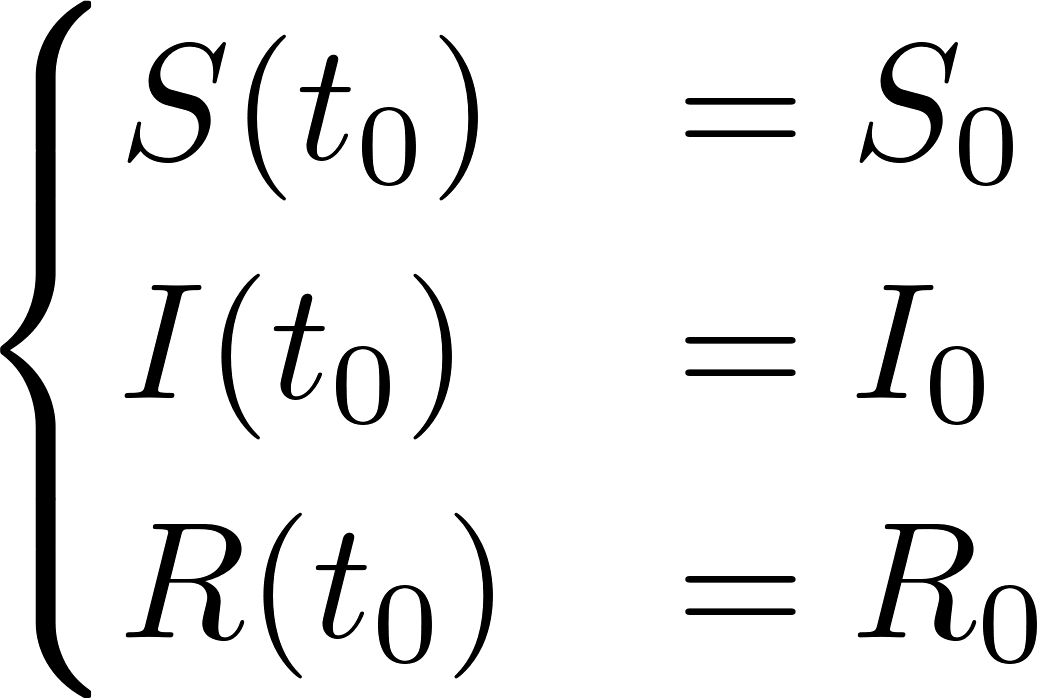 S(t₀) = S₀
I(t₀) = I₀
R(t₀) = R₀